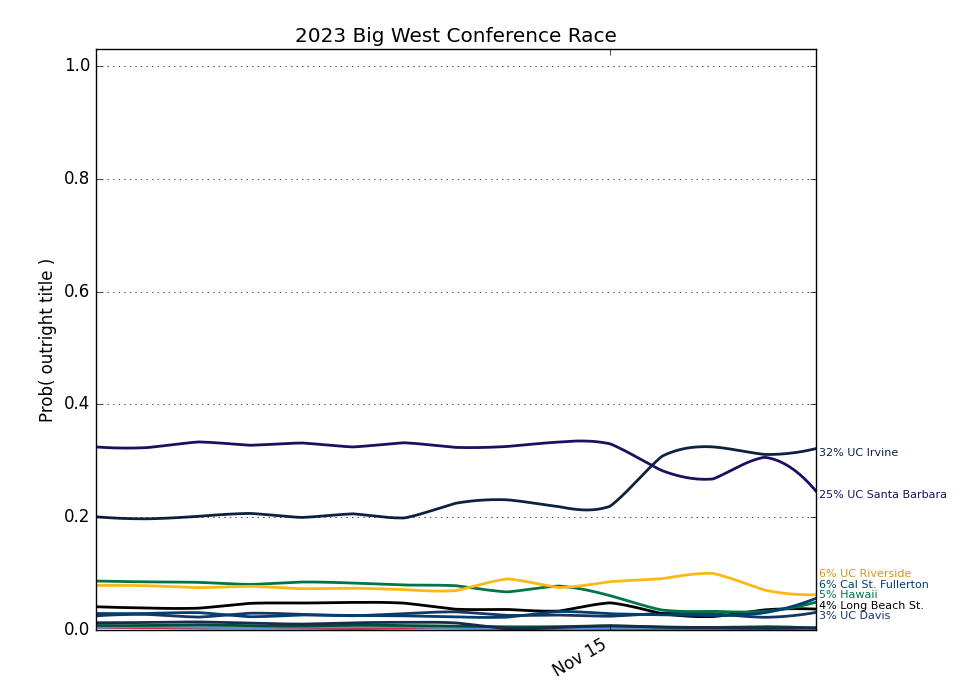 2023 Big West Conference Race
Prob( outright title )
1.0
0.8
0.6
0.4
0.2
0.0
Nov 15
32% UC Irvine
25% UC Santa Barbara
6% UC Riverside
6% Cal St. Fullerton
5% Hawaii
4% Long Beach St.
3% UC Davis